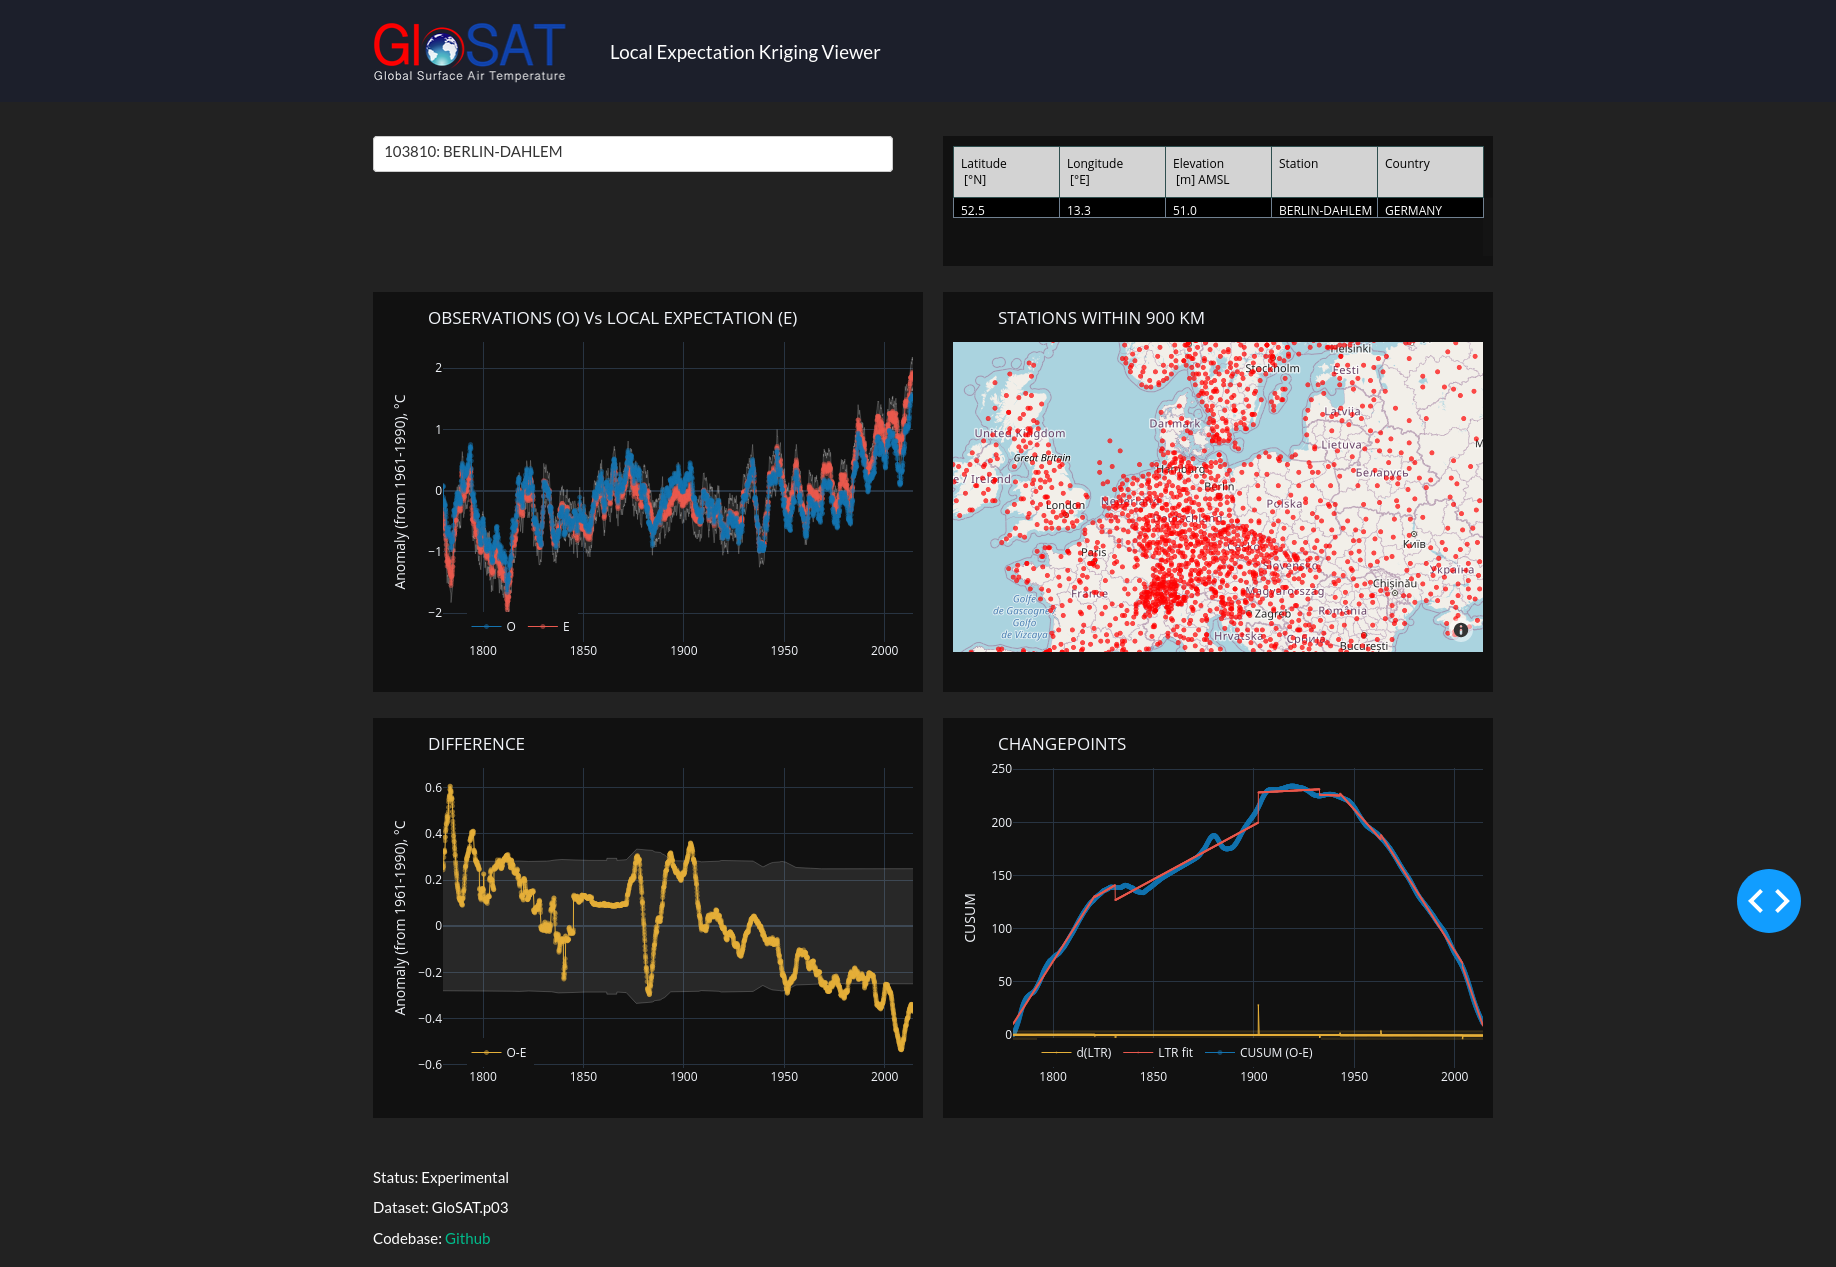 GloSAT
Global Surface Air Temperature
Local Expectation Kriging Viewer
103810: BERLIN-DAHLEM
Latitude [°N] Longitude [°E] Elevation [m] AMSL Station Country
52.5 13.3 51.0 BERLIN-DAHLEM GERMANY
OBSERVATIONS (O) Vs LOCAL EXPECTATION (E)
Anomaly (from 1961-1990), °C
2
1
0
−1
−2
O E
1800 1850 1900 1950 2000
STATIONS WITHIN 900 KM
Helsinki
Stockholm
Eesti
Latvija
Danmark
United Kingdom
Lietuva
M
Great Britain
Hamburg
Беларусь
e / Ireland
Berlin
London
Nederland
Polska
Deutschland
Paris
Česko
Київ
Slovensko
Україна
Chișinău
France
Magyarország
Golfe
de Gascogne
Golfo
de Vizcaya
Zagreb
România
Hrvatska
Србија
București
DIFFERENCE
Anomaly (from 1961-1990), °C
0.6
0.4
0.2
0
−0.2
−0.4
−0.6
O-E
1800 1850 1900 1950 2000
CHANGEPOINTS
CUSUM
250
200
150
100
50
0
d(LTR) LTR fit CUSUM (O-E)
1800 1850 1900 1950 2000
Status: Experimental
Dataset: GloSAT.p03
Codebase: Github